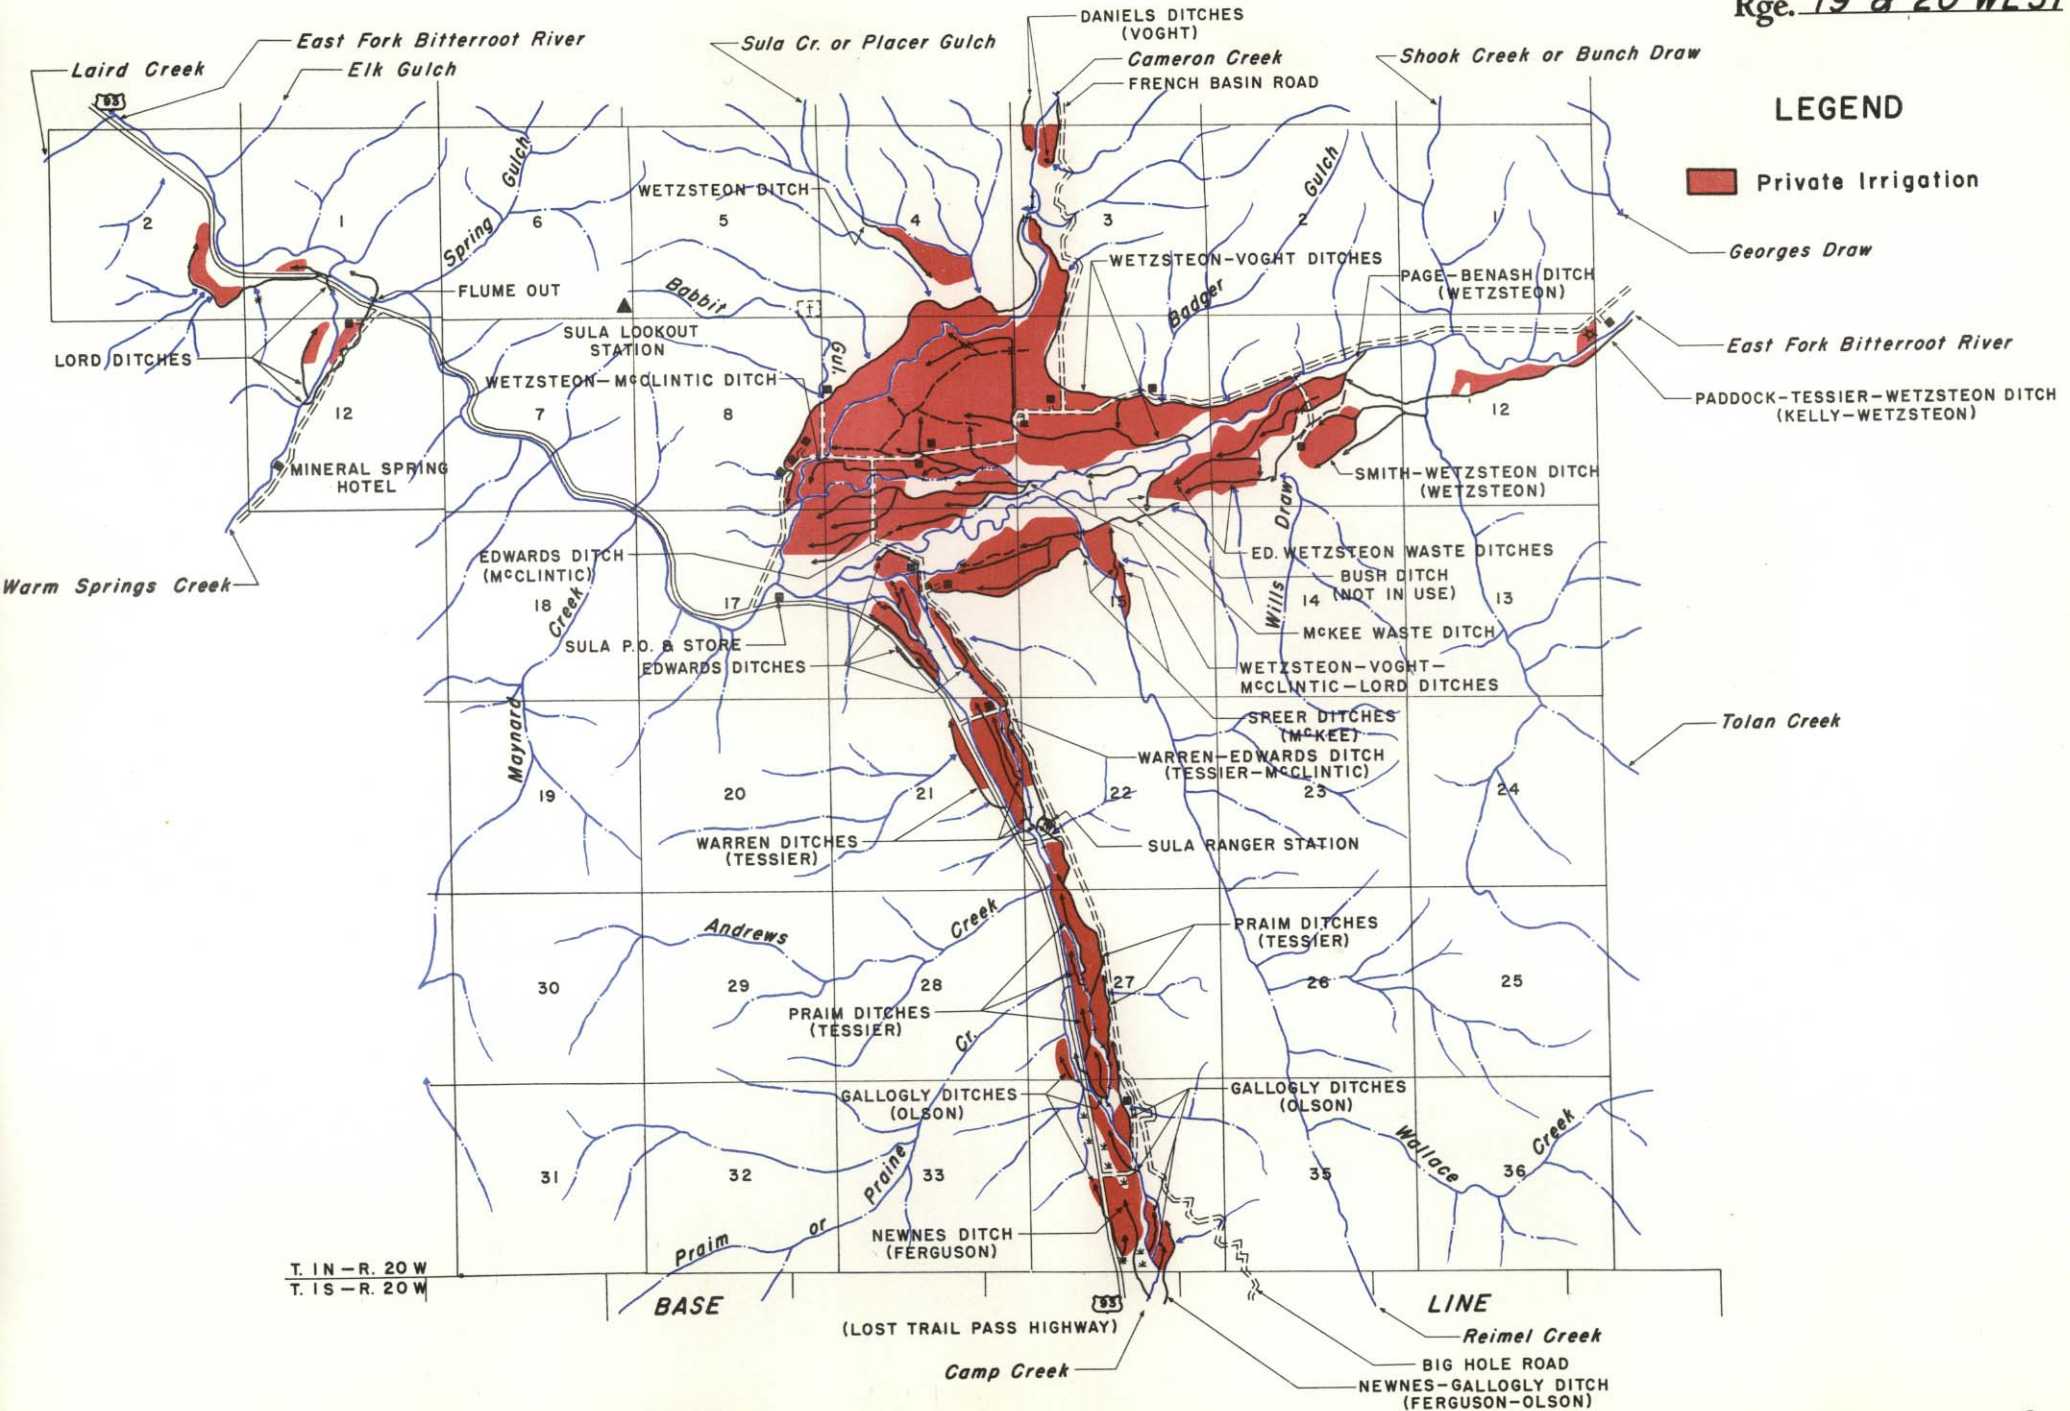 Rge. 19 & 20 WEST
DANIELS DITCHES
(VOGHT)
East Fork Bitterroot River
Sula Cr. or Placer Gulch
Cameron Creek
Shook Creek or Bunch Draw
Laird Creek
Elk Gulch
FRENCH BASIN ROAD
93
LEGEND
Private Irrigation
Spring Gulch
WETZSTEON DITCH
Gulch
2
1
6
5
4
3
2
1
Georges Draw
WETZSTEON-VOGHT DITCHES
PAGE-BENASH DITCH
(WETZSTEON)
FLUME OUT
Babbit
Gul.
Badger
SULA LOOKOUT
STATION
East Fork Bitterroot River
LORD DITCHES
WETZSTEON-McCLINTIC DITCH
PADDOCK-TESSIER-WETZSTEON DITCH
(KELLY-WETZSTEON)
12
7
8
12
MINERAL SPRING
HOTEL
SMITH-WETZSTEON DITCH
(WETZSTEON)
Wills Draw
EDWARDS DITCH
(McCLINTIC)
ED. WETZSTEON WASTE DITCHES
Warm Springs Creek
BUSH DITCH
(NOT IN USE)
18
17
15
14
13
Maynard Creek
SULA P.O. & STORE
McKEE WASTE DITCH
EDWARDS DITCHES
WETZSTEON-VOGHT-
McCLINTIC-LORD DITCHES
SPEER DITCHES
(McKEE)
Tolan Creek
WARREN-EDWARDS DITCH
(TESSIER-McCLINTIC)
19
20
21
22
23
24
WARREN DITCHES
(TESSIER)
SULA RANGER STATION
Andrews Creek
PRAIM DITCHES
(TESSIER)
30
29
28
27
26
25
PRAIM DITCHES
(TESSIER)
GALLOGLY DITCHES
(OLSON)
GALLOGLY DITCHES
(OLSON)
Wallace Creek
31
32
33
35
36
Praim or Praine Cr.
NEWNES DITCH
(FERGUSON)
T. 1N-R. 20 W
T. 1S-R. 20 W
BASE LINE
93
(LOST TRAIL PASS HIGHWAY)
Reimel Creek
Camp Creek
BIG HOLE ROAD
NEWNES-GALLOGLY DITCH
(FERGUSON-OLSON)